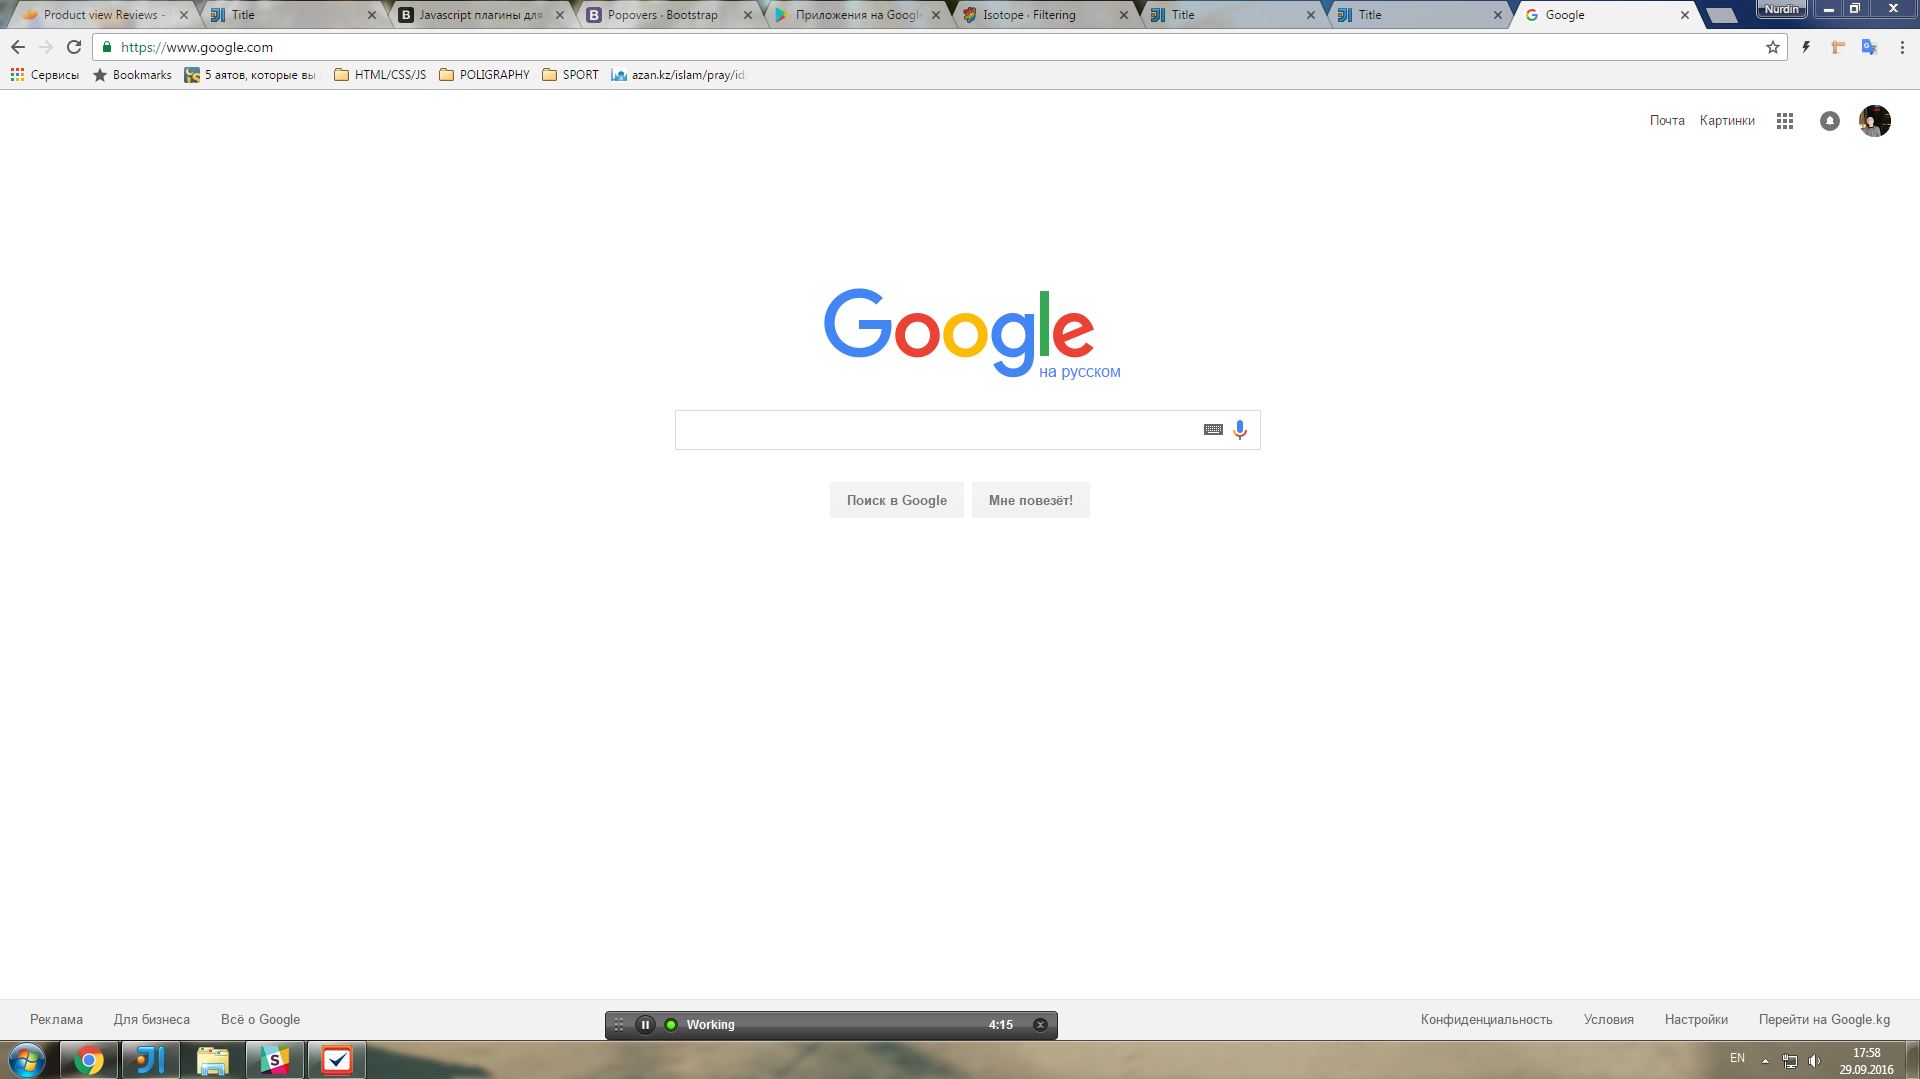 Product view Reviews -
Title
Javascript плагины для
Popovers · Bootstrap
Приложения на Google
Isotope · Filtering
Title
Title
Google
Nurdin
https://www.google.com
Сервисы
Bookmarks
5 аятов, которые вы
HTML/CSS/JS
POLIGRAPHY
SPORT
azan.kz/islam/pray/id
Почта
Картинки
Google
на русском
Поиск в Google
Мне повезёт!
Реклама
Для бизнеса
Всё о Google
Working
4:15
Конфиденциальность
Условия
Настройки
Перейти на Google.kg
EN
17:58
29.09.2016